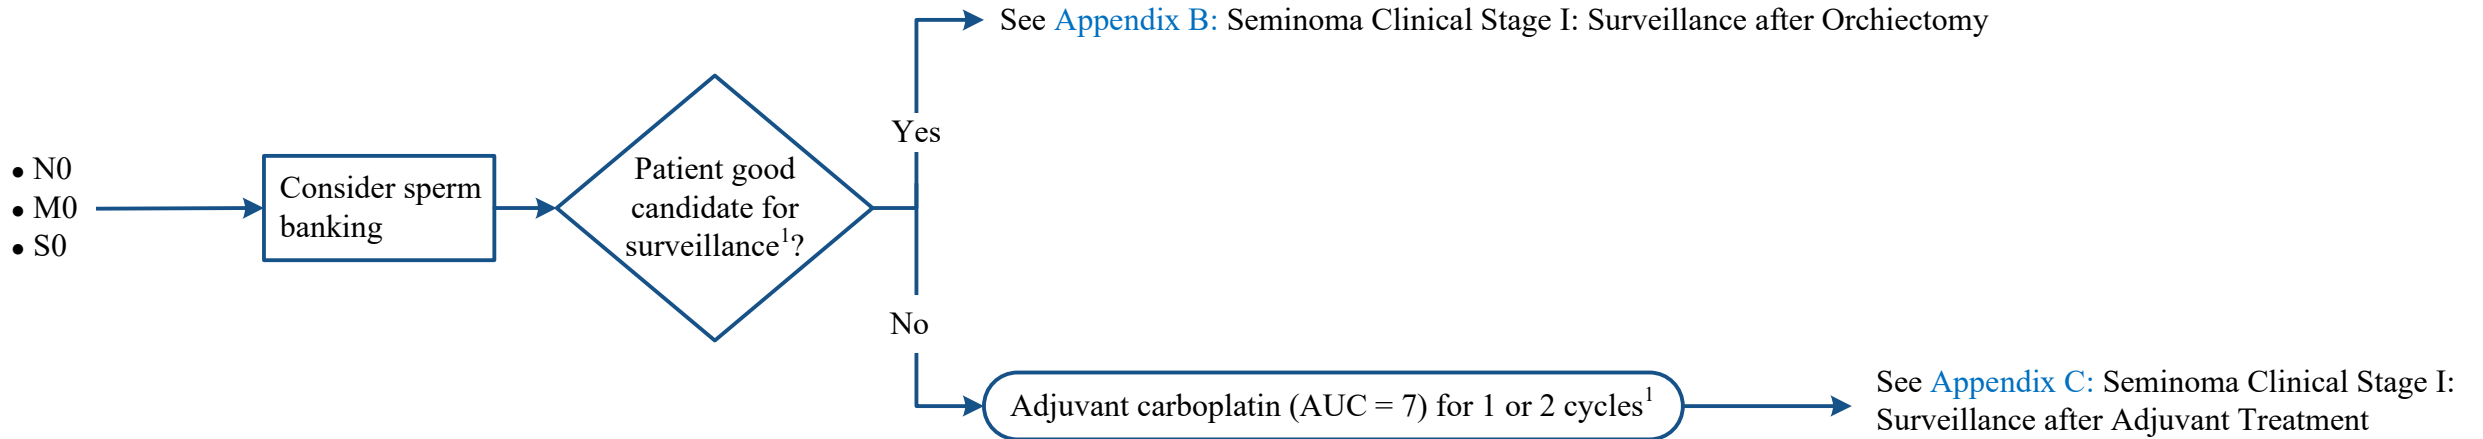 • N0
• M0
• S0
Consider sperm
banking
Patient good
candidate for
surveillance1?
Yes
See Appendix B: Seminoma Clinical Stage I: Surveillance after Orchiectomy
No
Adjuvant carboplatin (AUC = 7) for 1 or 2 cycles1
See Appendix C: Seminoma Clinical Stage I:
Surveillance after Adjuvant Treatment